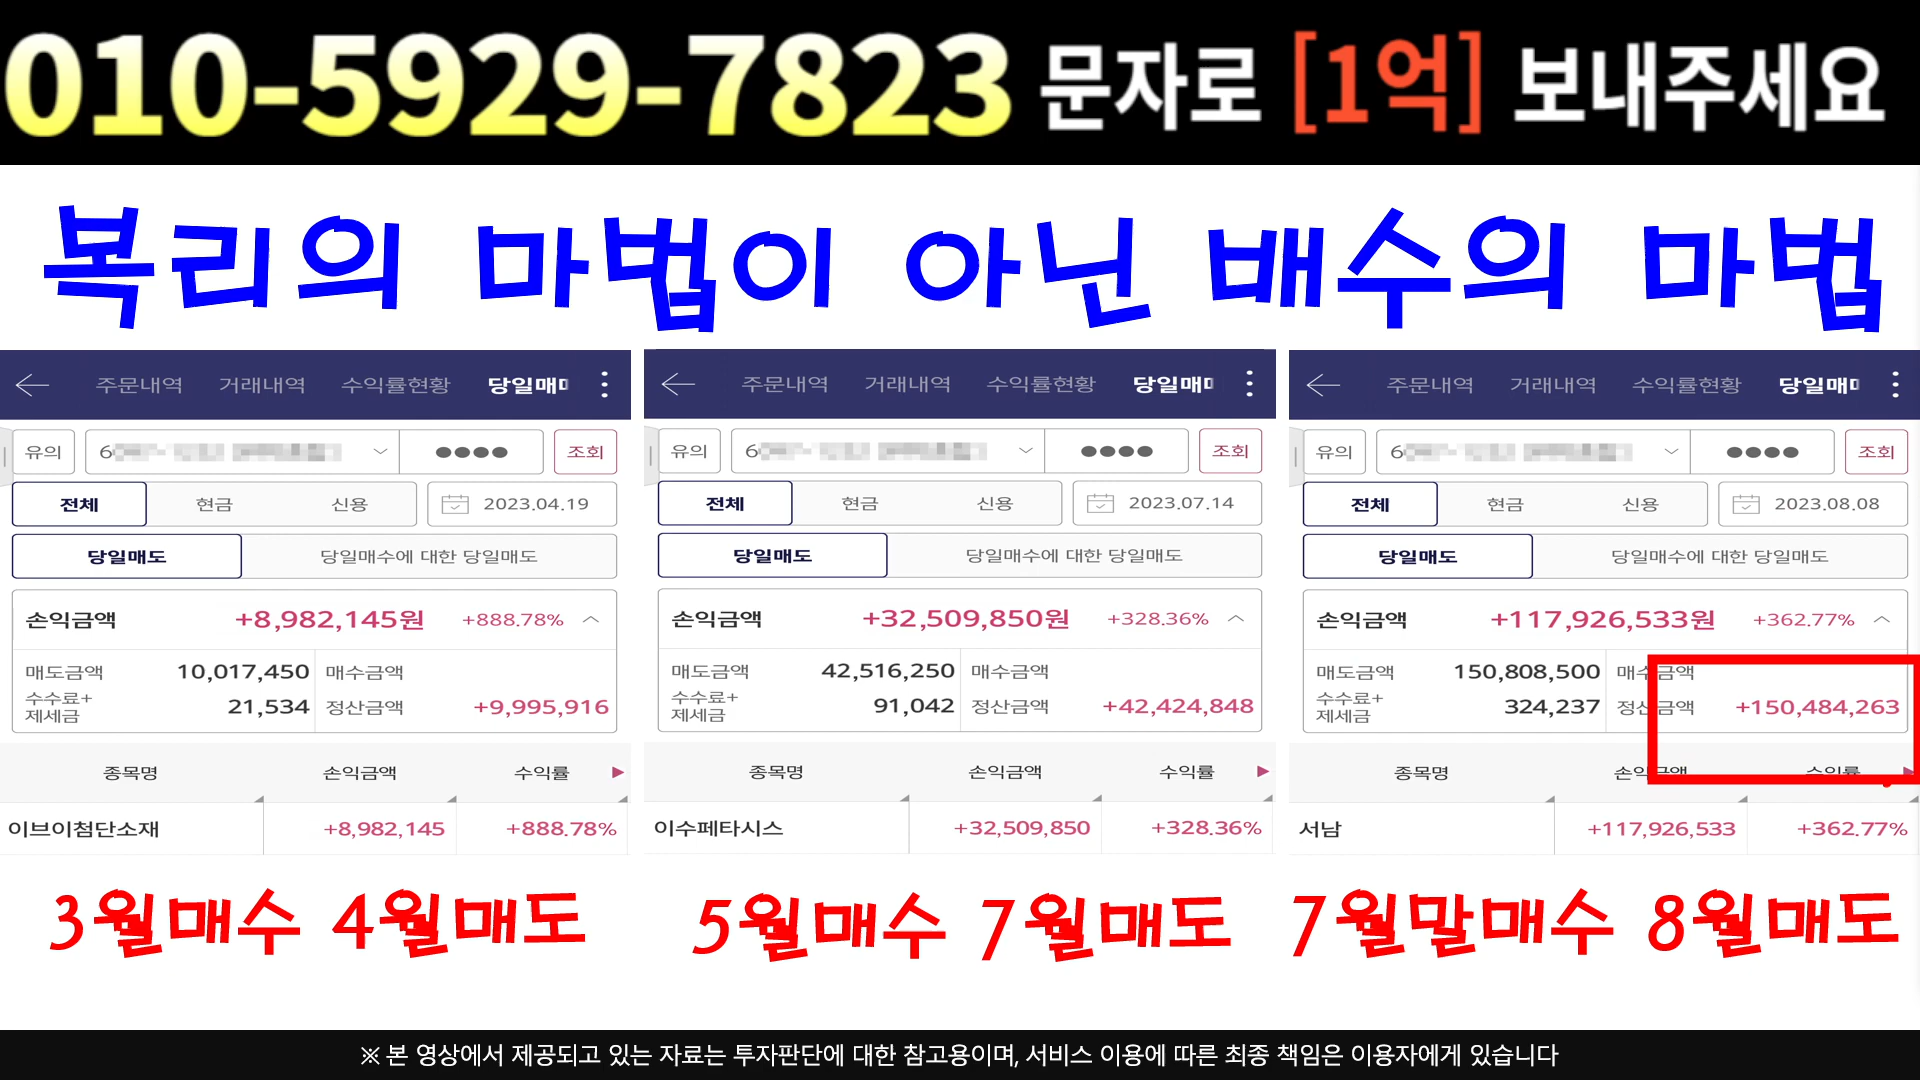 010-5929-7823 문자로 [1억] 보내주세요
복리의 마법이 아닌 배수의 마법
주문내역 거래내역 수익률현황 당일매
유의 6 조회
전체 현금 신용 2023.04.19
당일매도 당일매수에 대한 당일매도
손익금액 +8,982,145원 +888.78%
매도금액 10,017,450 매수금액
수수료+
제세금 21,534 정산금액 +9,995,916
종목명 손익금액 수익률
이브이첨단소재 +8,982,145 +888.78%
3월매수 4월매도
주문내역 거래내역 수익률현황 당일매
유의 6 조회
전체 현금 신용 2023.07.14
당일매도 당일매수에 대한 당일매도
손익금액 +32,509,850원 +328.36%
매도금액 42,516,250 매수금액
수수료+
제세금 91,042 정산금액 +42,424,848
종목명 손익금액 수익률
이수페타시스 +32,509,850 +328.36%
5월매수 7월매도
주문내역 거래내역 수익률현황 당일매
유의 6 조회
전체 현금 신용 2023.08.08
당일매도 당일매수에 대한 당일매도
손익금액 +117,926,533원 +362.77%
매도금액 150,808,500 매수금액
수수료+
제세금 324,237 정산금액 +150,484,263
종목명 손익금액 수익률
서남 +117,926,533 +362.77%
7월말매수 8월매도
※ 본 영상에서 제공되고 있는 자료는 투자판단에 대한 참고용이며, 서비스 이용에 따른 최종 책임은 이용자에게 있습니다